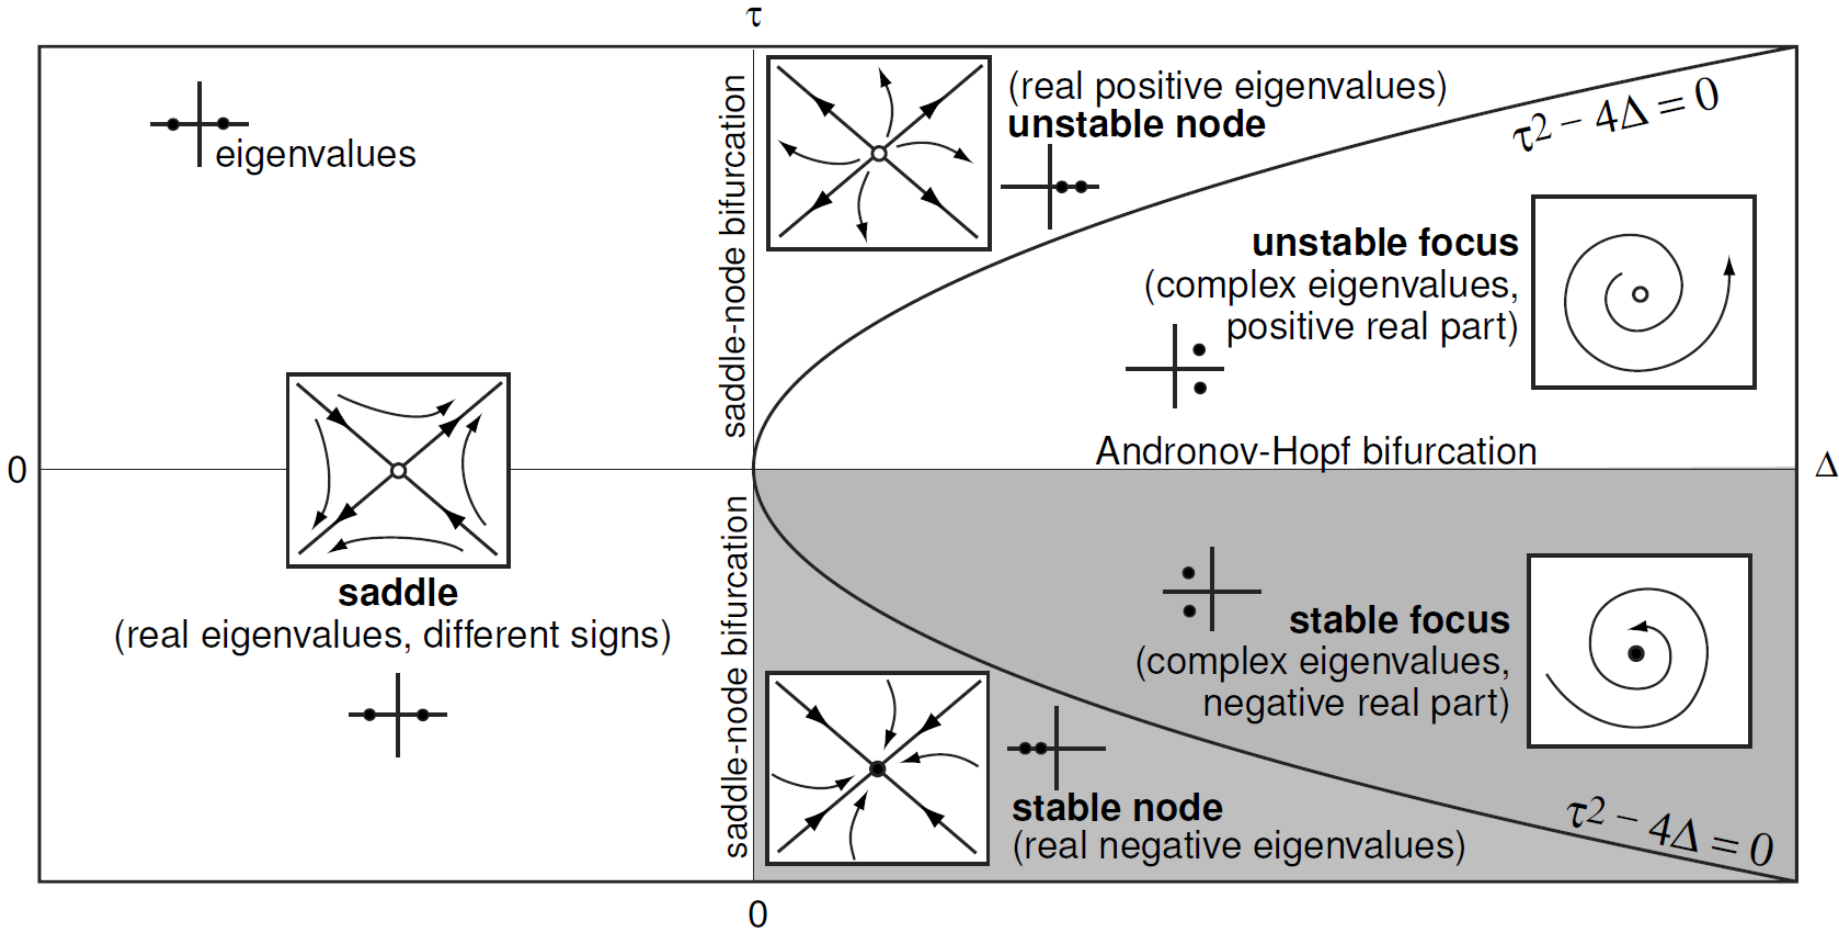 τ
eigenvalues
saddle-node bifurcation
(real positive eigenvalues)
unstable node
τ² − 4Δ = 0
unstable focus
(complex eigenvalues,
positive real part)
Andronov-Hopf bifurcation
0
Δ
saddle
(real eigenvalues, different signs)
saddle-node bifurcation
stable focus
(complex eigenvalues,
negative real part)
stable node
(real negative eigenvalues)
τ² − 4Δ = 0
0